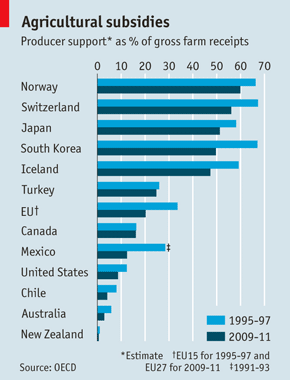 Agricultural subsidies
Producer support* as % of gross farm receipts
0 10 20 30 40 50 60 70
Norway
Switzerland
Japan
South Korea
Iceland
Turkey
EU†
Canada
Mexico ‡
United States
Chile
Australia
New Zealand
1995-97
2009-11
*Estimate †EU15 for 1995-97 and
Source: OECD EU27 for 2009-11 ‡1991-93